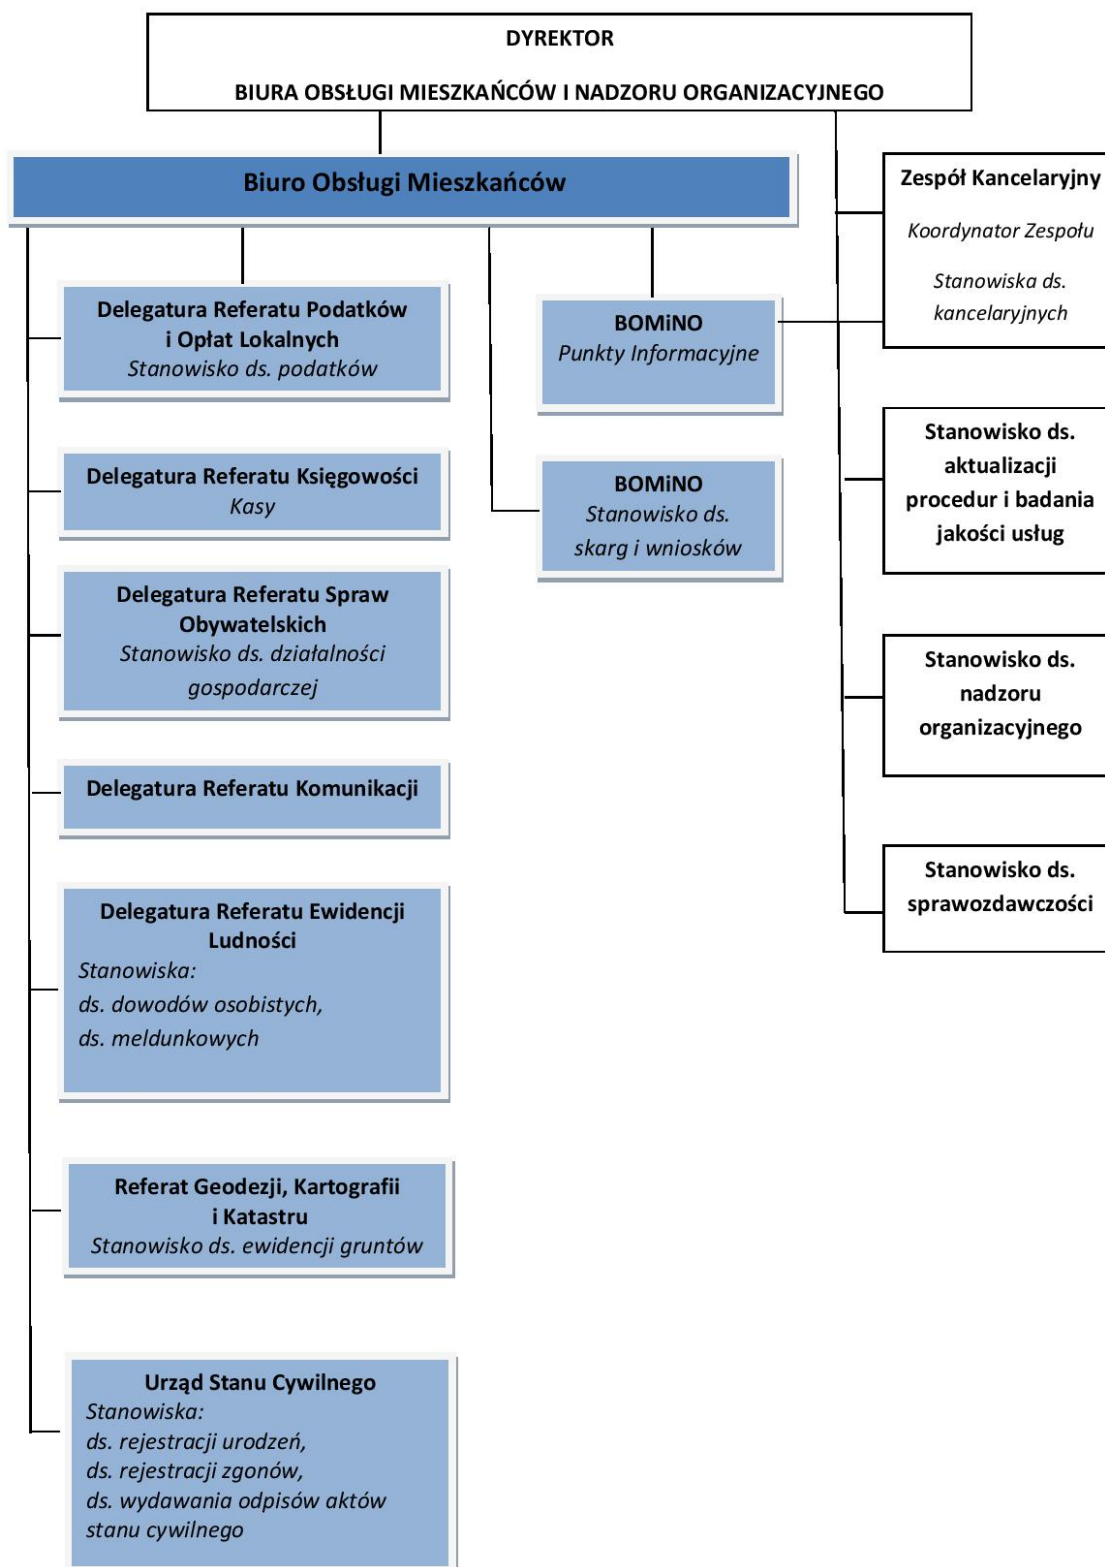 DYREKTOR
BIURA OBSŁUGI MIESZKAŃCÓW I NADZORU ORGANIZACYJNEGO
Biuro Obsługi Mieszkańców
Delegatura Referatu Podatków
i Opłat Lokalnych
Stanowisko ds. podatków
Delegatura Referatu Księgowości
Kasy
Delegatura Referatu Spraw
Obywatelskich
Stanowisko ds. działalności
gospodarczej
Delegatura Referatu Komunikacji
Delegatura Referatu Ewidencji
Ludności
Stanowiska:
ds. dowodów osobistych,
ds. meldunkowych
Referat Geodezji, Kartografii
i Katastru
Stanowisko ds. ewidencji gruntów
Urząd Stanu Cywilnego
Stanowiska:
ds. rejestracji urodzeń,
ds. rejestracji zgonów,
ds. wydawania odpisów aktów
stanu cywilnego
BOMiNO
Punkty Informacyjne
BOMiNO
Stanowisko ds.
skarg i wniosków
Zespół Kancelaryjny
Koordynator Zespołu
Stanowiska ds.
kancelaryjnych
Stanowisko ds.
aktualizacji
procedur i badania
jakości usług
Stanowisko ds.
nadzoru
organizacyjnego
Stanowisko ds.
sprawozdawczości